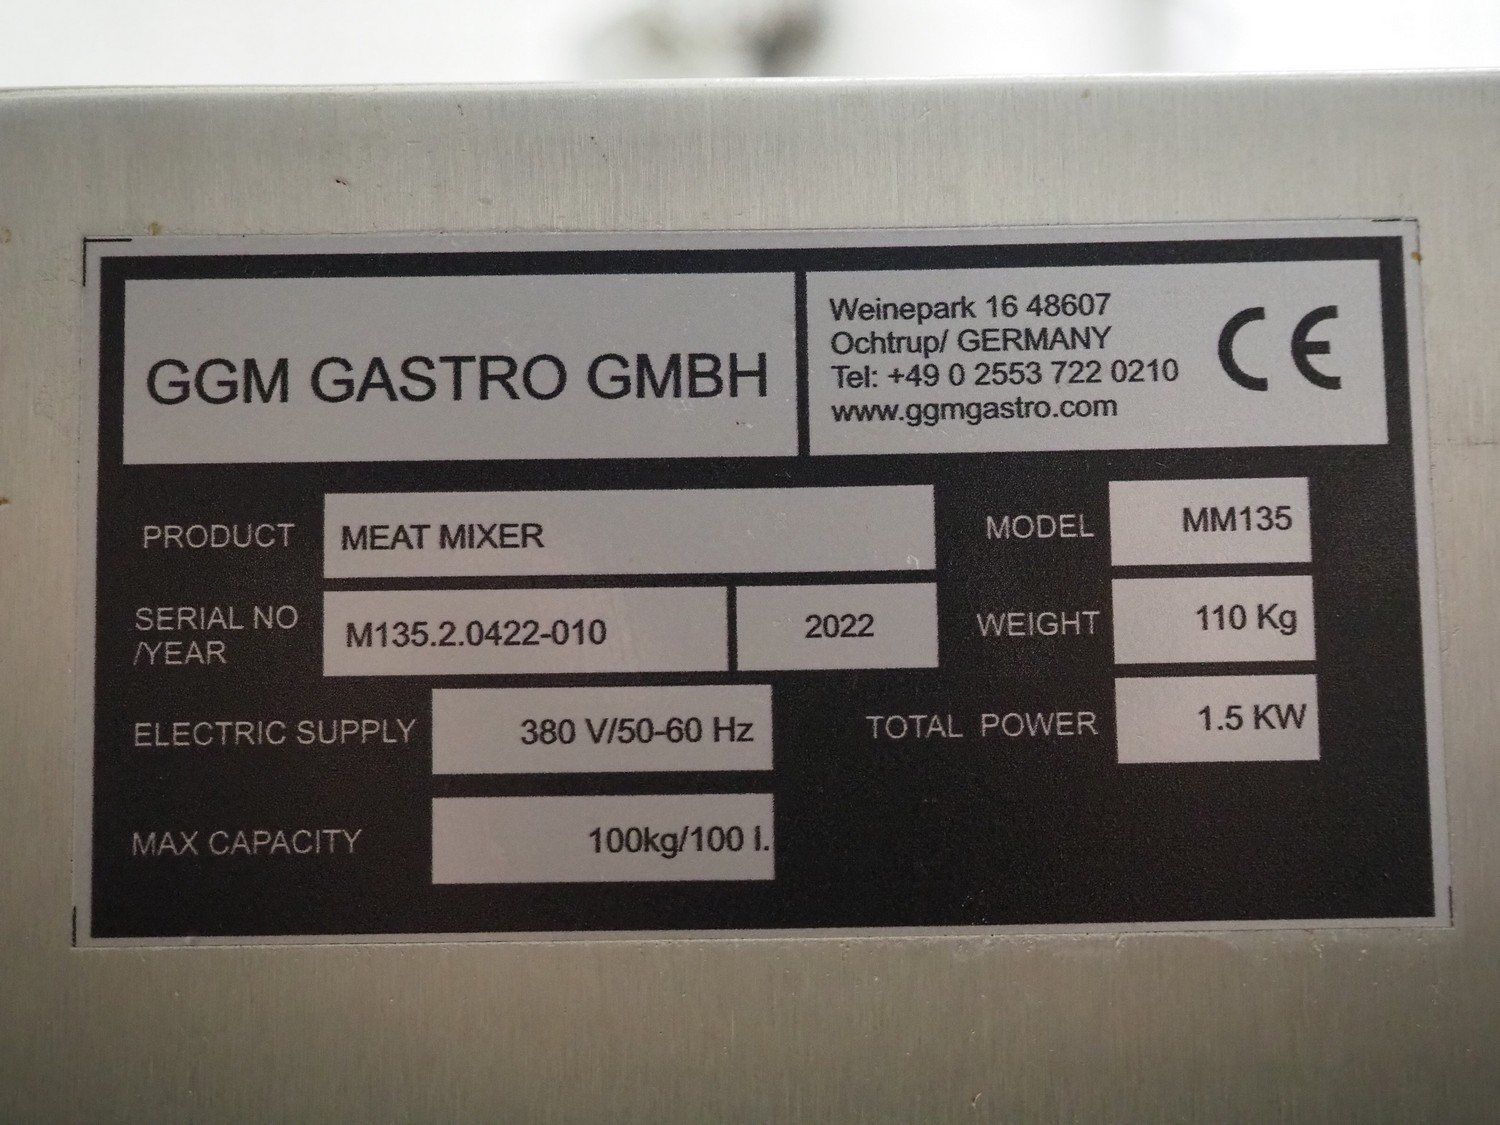 GGM GASTRO GMBH
Weinepark 16 48607
Ochtrup/ GERMANY
Tel: +49 0 2553 722 0210
www.ggmgastro.com
CE
PRODUCT MEAT MIXER
MODEL MM135
SERIAL NO
/YEAR
M135.2.0422-010 2022
WEIGHT 110 Kg
ELECTRIC SUPPLY 380 V/50-60 Hz
TOTAL POWER 1.5 KW
MAX CAPACITY 100kg/100 l.